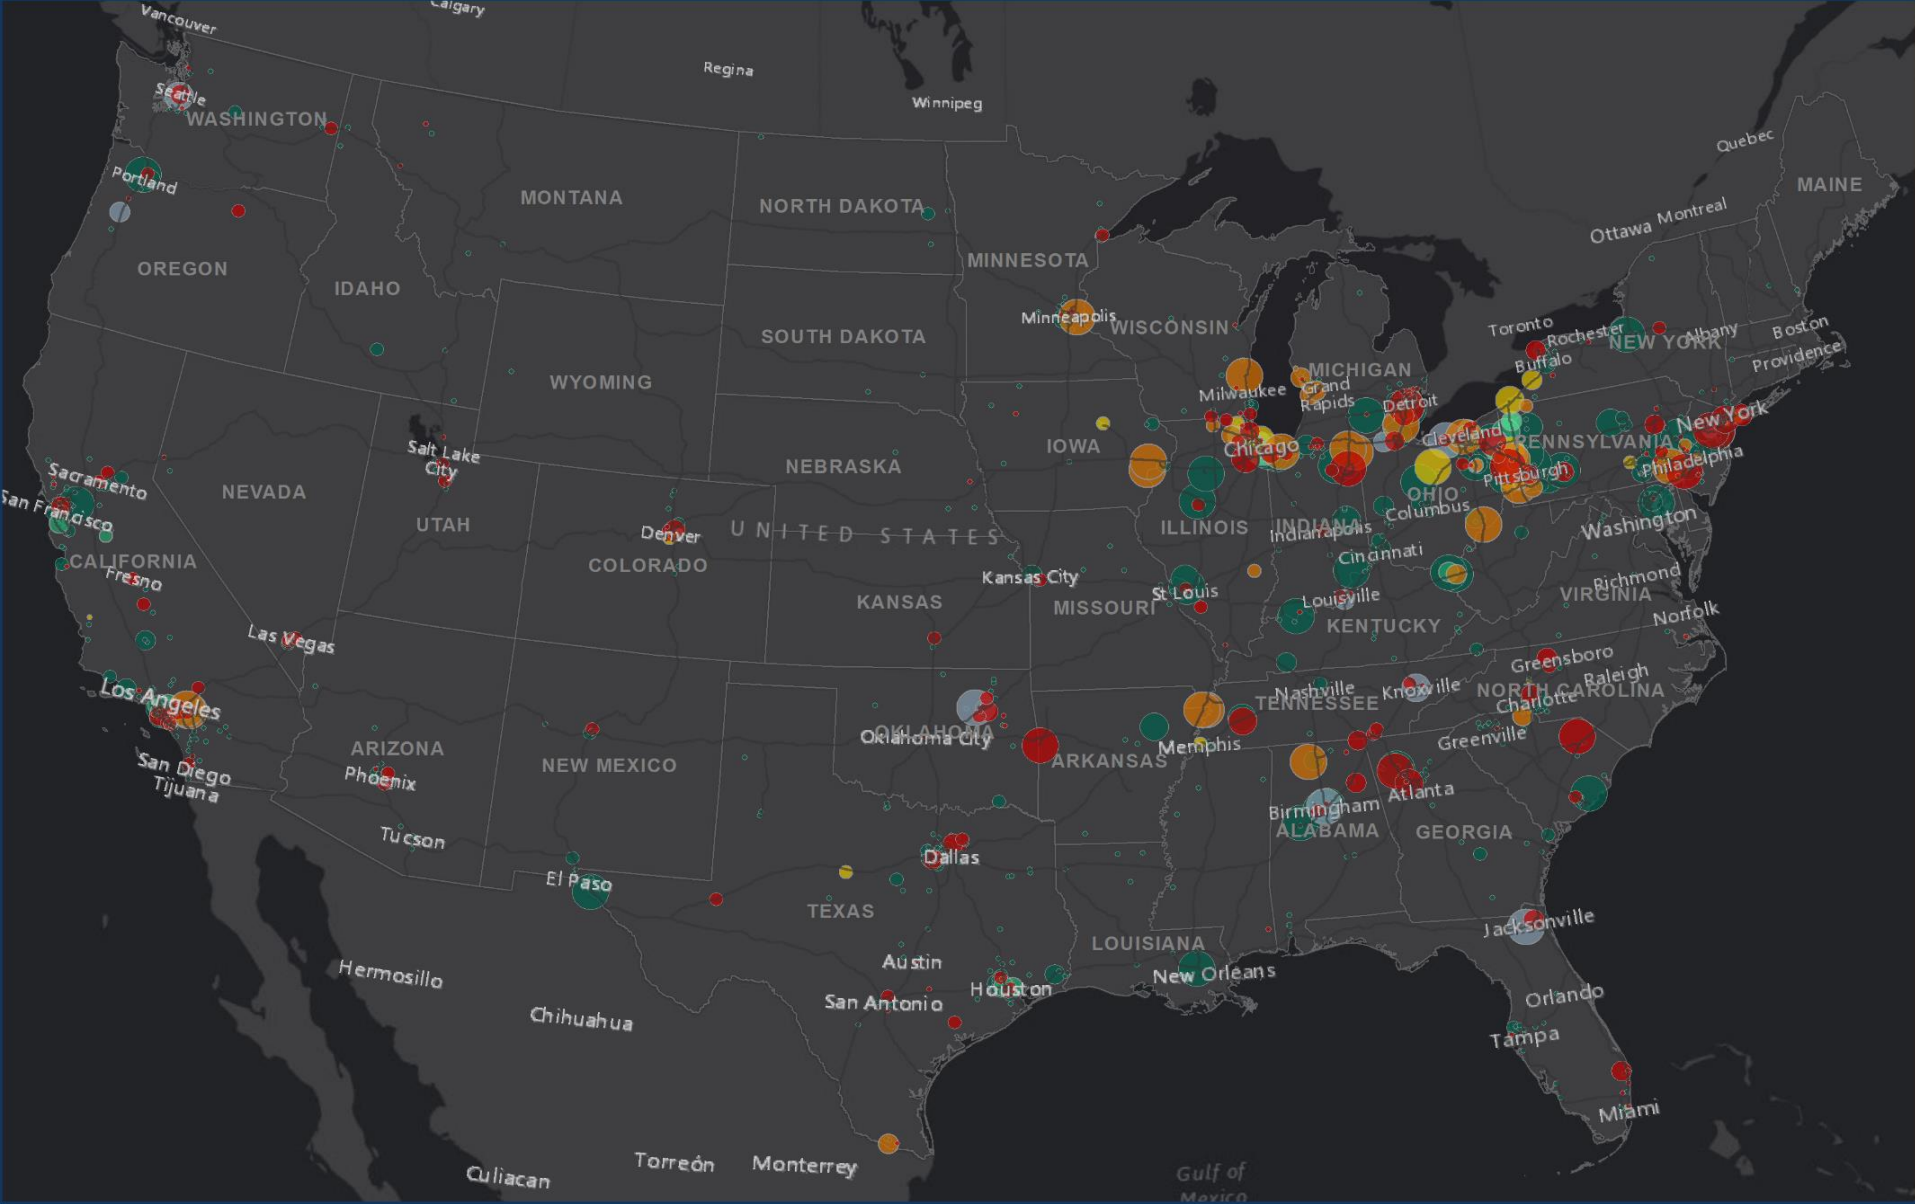 Calgary
Vancouver
Regina
Winnipeg
Seattle
WASHINGTON
Quebec
Portland
MAINE
MONTANA
NORTH DAKOTA
Ottawa
Montreal
OREGON
IDAHO
MINNESOTA
Minneapolis
WISCONSIN
SOUTH DAKOTA
Toronto
Rochester
NEW YORK
Albany
Boston
Providence
Buffalo
WYOMING
MICHIGAN
Milwaukee
Grand
Rapids
Detroit
New York
Salt Lake
City
IOWA
Chicago
Cleveland
PENNSYLVANIA
NEBRASKA
Pittsburgh
Philadelphia
Sacramento
NEVADA
OHIO
San Francisco
UTAH
Denver
UNITED STATES
ILLINOIS
INDIANA
Indianapolis
Columbus
Washington
CALIFORNIA
Fresno
COLORADO
Kansas City
Cincinnati
St Louis
Richmond
VIRGINIA
KANSAS
MISSOURI
Louisville
KENTUCKY
Norfolk
Las Vegas
Greensboro
Raleigh
Los Angeles
Nashville
TENNESSEE
Knoxville
NORTH CAROLINA
Charlotte
OKLAHOMA
Oklahoma City
Memphis
Greenville
ARIZONA
NEW MEXICO
ARKANSAS
San Diego
Tijuana
Phoenix
Birmingham
Atlanta
ALABAMA
GEORGIA
Tucson
Dallas
El Paso
TEXAS
Jacksonville
LOUISIANA
Austin
Hermosillo
New Orleans
Houston
San Antonio
Orlando
Chihuahua
Tampa
Miami
Torreón
Monterrey
Culiacan
Gulf of
Mexico